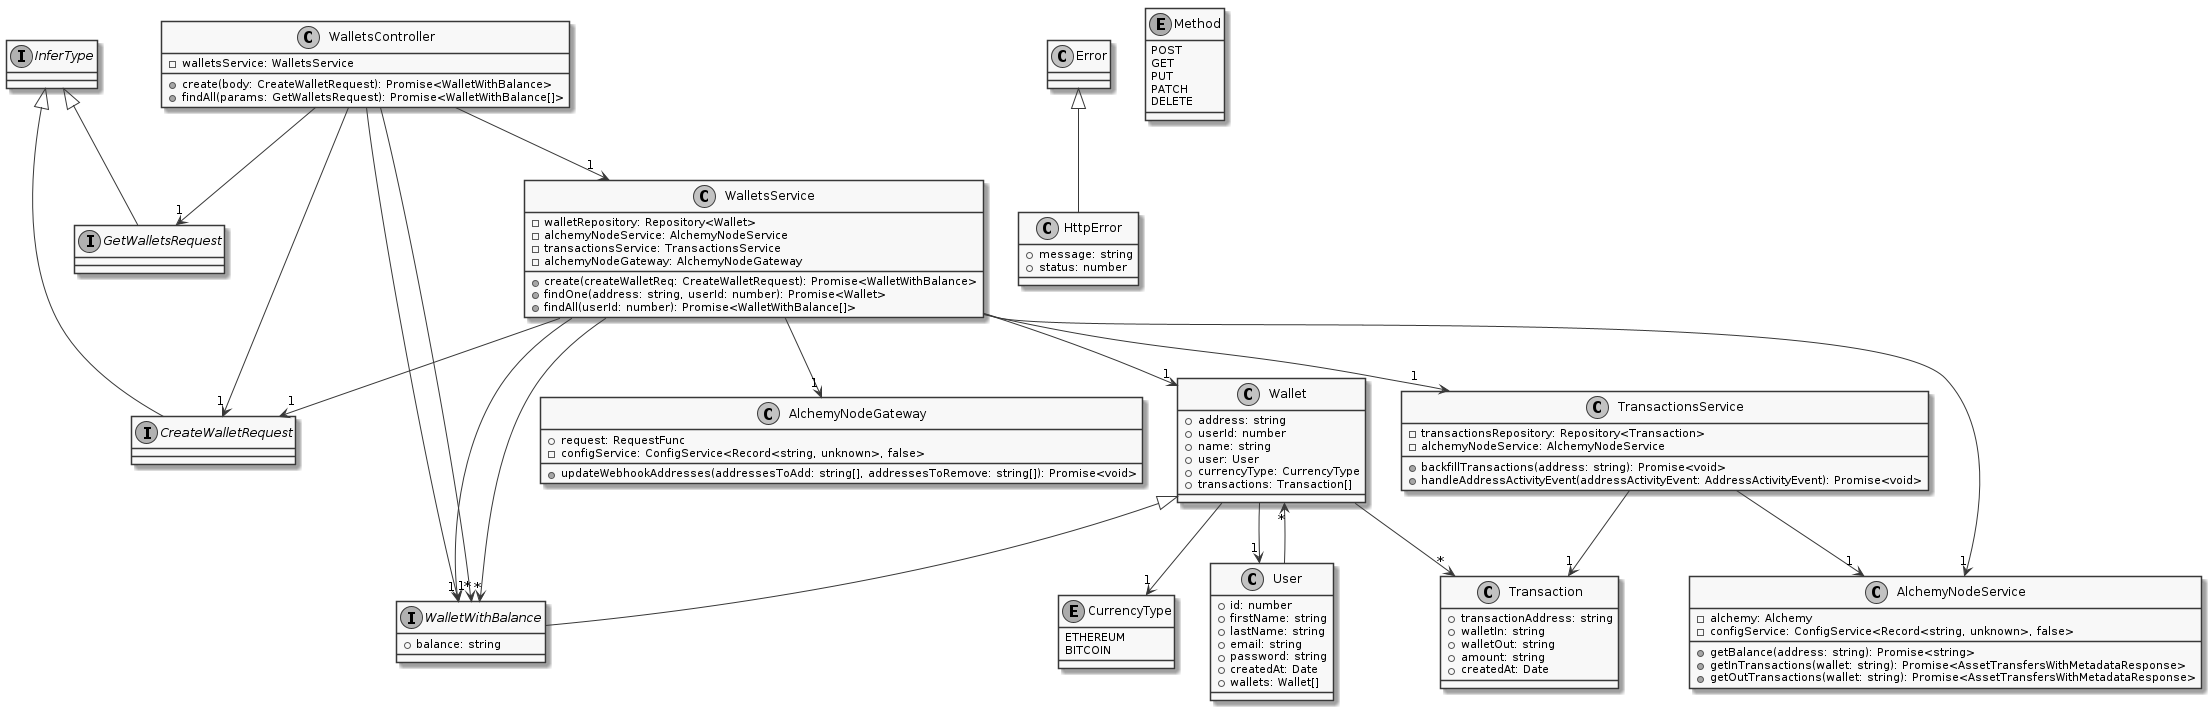 I InferType
C WalletsController
walletsService: WalletsService
create(body: CreateWalletRequest): Promise<WalletWithBalance>
findAll(params: GetWalletsRequest): Promise<WalletWithBalance[]>
C Error
E Method
POST
GET
PUT
PATCH
DELETE
1
1
I GetWalletsRequest
C WalletsService
walletRepository: Repository<Wallet>
alchemyNodeService: AlchemyNodeService
transactionsService: TransactionsService
alchemyNodeGateway: AlchemyNodeGateway
create(createWalletReq: CreateWalletRequest): Promise<WalletWithBalance>
findOne(address: string, userId: number): Promise<Wallet>
findAll(userId: number): Promise<WalletWithBalance[]>
C HttpError
message: string
status: number
1
1
1
1
1
I CreateWalletRequest
C AlchemyNodeGateway
request: RequestFunc
configService: ConfigService<Record<string, unknown>, false>
updateWebhookAddresses(addressesToAdd: string[], addressesToRemove: string[]): Promise<void>
C Wallet
address: string
userId: number
name: string
user: User
currencyType: CurrencyType
transactions: Transaction[]
C TransactionsService
transactionsRepository: Repository<Transaction>
alchemyNodeService: AlchemyNodeService
backfillTransactions(address: string): Promise<void>
handleAddressActivityEvent(addressActivityEvent: AddressActivityEvent): Promise<void>
*
1
1
*
*
1
1
*
1
1
1
I WalletWithBalance
balance: string
E CurrencyType
ETHEREUM
BITCOIN
C User
id: number
firstName: string
lastName: string
email: string
password: string
createdAt: Date
wallets: Wallet[]
C Transaction
transactionAddress: string
walletIn: string
walletOut: string
amount: string
createdAt: Date
C AlchemyNodeService
alchemy: Alchemy
configService: ConfigService<Record<string, unknown>, false>
getBalance(address: string): Promise<string>
getInTransactions(wallet: string): Promise<AssetTransfersWithMetadataResponse>
getOutTransactions(wallet: string): Promise<AssetTransfersWithMetadataResponse>